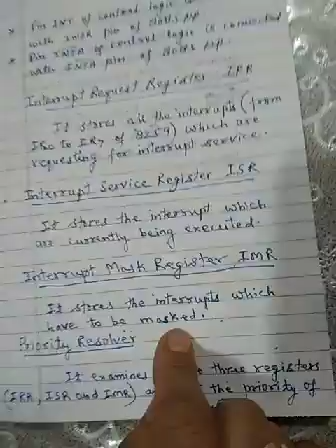 * Pin INT of control logic is
with INTR pin of 8085 μp.
* Pin INTA of control logic is connected
with INTA pin of 8085 μp.
Interrupt Request Register IRR
It stores all the interrupts (from
IR0 to IR7 of 8259) which are
requesting for interrupt service.
Interrupt Service Register ISR
It stores the interrupt which
are currently being executed.
Interrupt Mask Register IMR
It stores the interrupts which
have to be masked.
Priority Resolver
It examines three registers
(IRR, ISR and IMR) the priority of